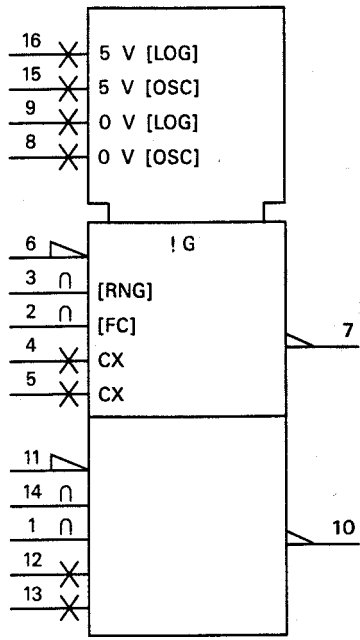 16 5 V [LOG]
15 5 V [OSC]
9 0 V [LOG]
8 0 V [OSC]
! G
6
3 [RNG]
2 [FC]
7
4 CX
5 CX
11
14
1
10
12
13